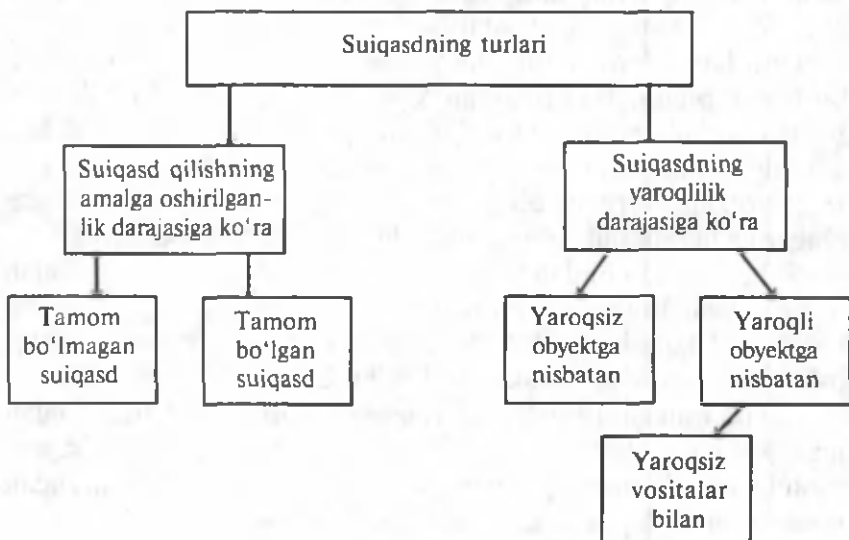 Suiqasdning turlari
Suiqasd qilishning
amalga oshirilgan-
lik darajasiga ko‘ra
Suiqasdning
yaroqlilik
darajasiga ko‘ra
Tamom
bo‘lmagan
suiqasd
Tamom
bo‘lgan
suiqasd
Yaroqsiz
obyektga
nisbatan
Yaroqli
obyektga
nisbatan
Yaroqsiz
vositalar
bilan